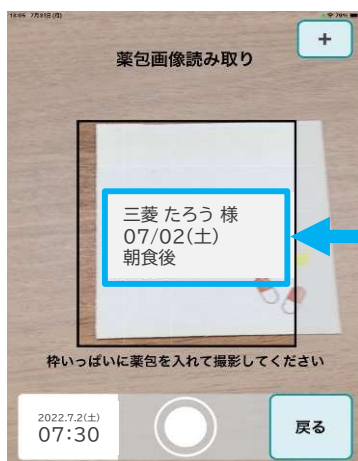 薬包画像読み取り
+
三菱 たろう 様
07/02(土)
朝食後
枠いっぱいに薬包を入れて撮影してください
2022.7.2(土)
07:30
戻る